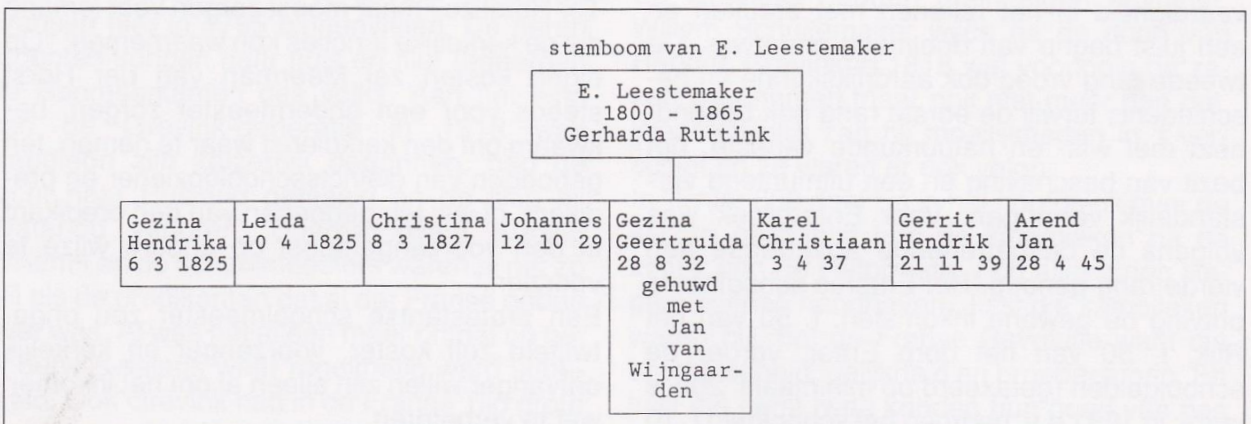 stamboom van E. Leestemaker
E. Leestemaker
1800 - 1865
Gerharda Ruttink
Gezina
Hendrika
6 3 1825
Leida
10 4 1825
Christina
8 3 1827
Johannes
12 10 29
Gezina
Geertruida
28 8 32
gehuwd
met
Jan
van
Wijngaar-
den
Karel
Christiaan
3 4 37
Gerrit
Hendrik
21 11 39
Arend
Jan
28 4 45